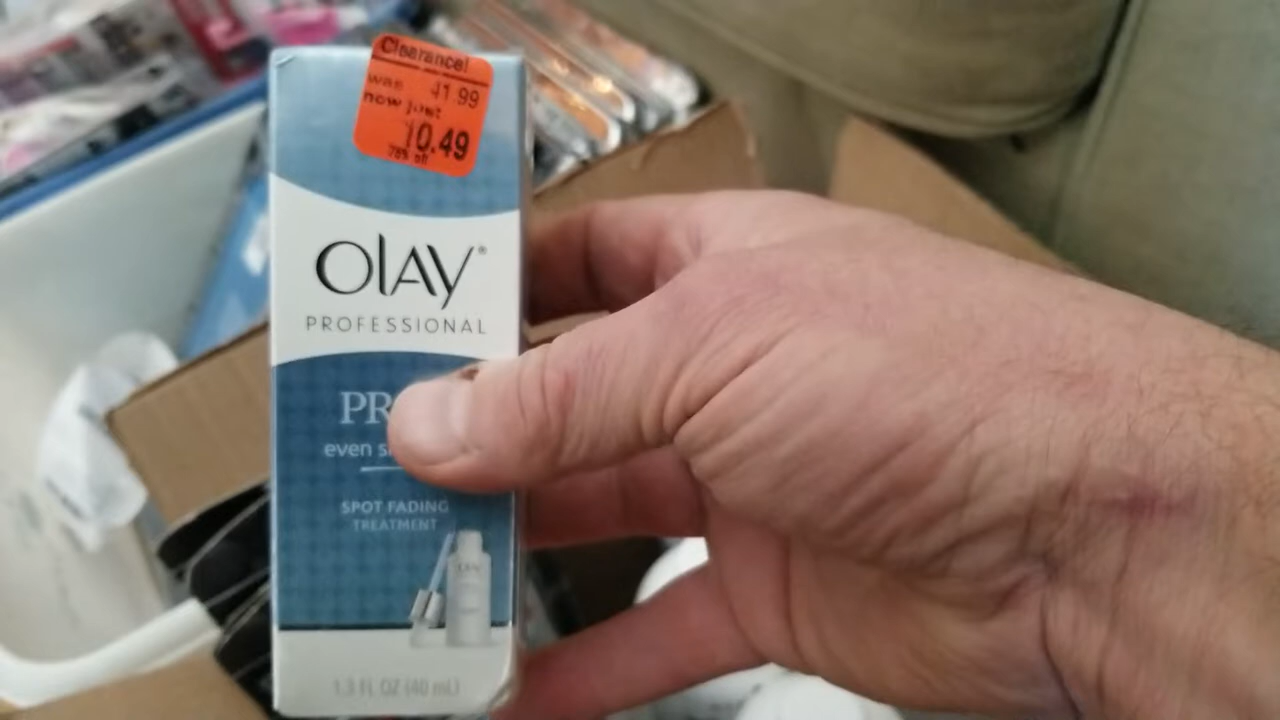 Clearance!
was 41.99
now just
10.49
75% off
OLAY®
PROFESSIONAL
PR
even s
SPOT FADING
TREATMENT
1.3 fl OZ (40 mL)